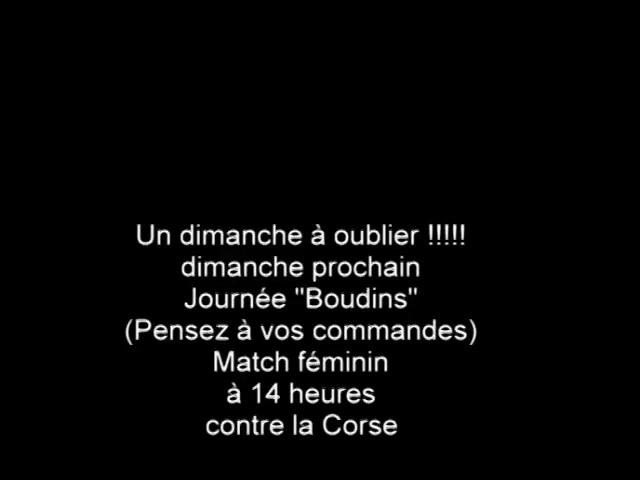 Un dimanche à oublier !!!!!
dimanche prochain
Journée "Boudins"
(Pensez à vos commandes)
Match féminin
à 14 heures
contre la Corse